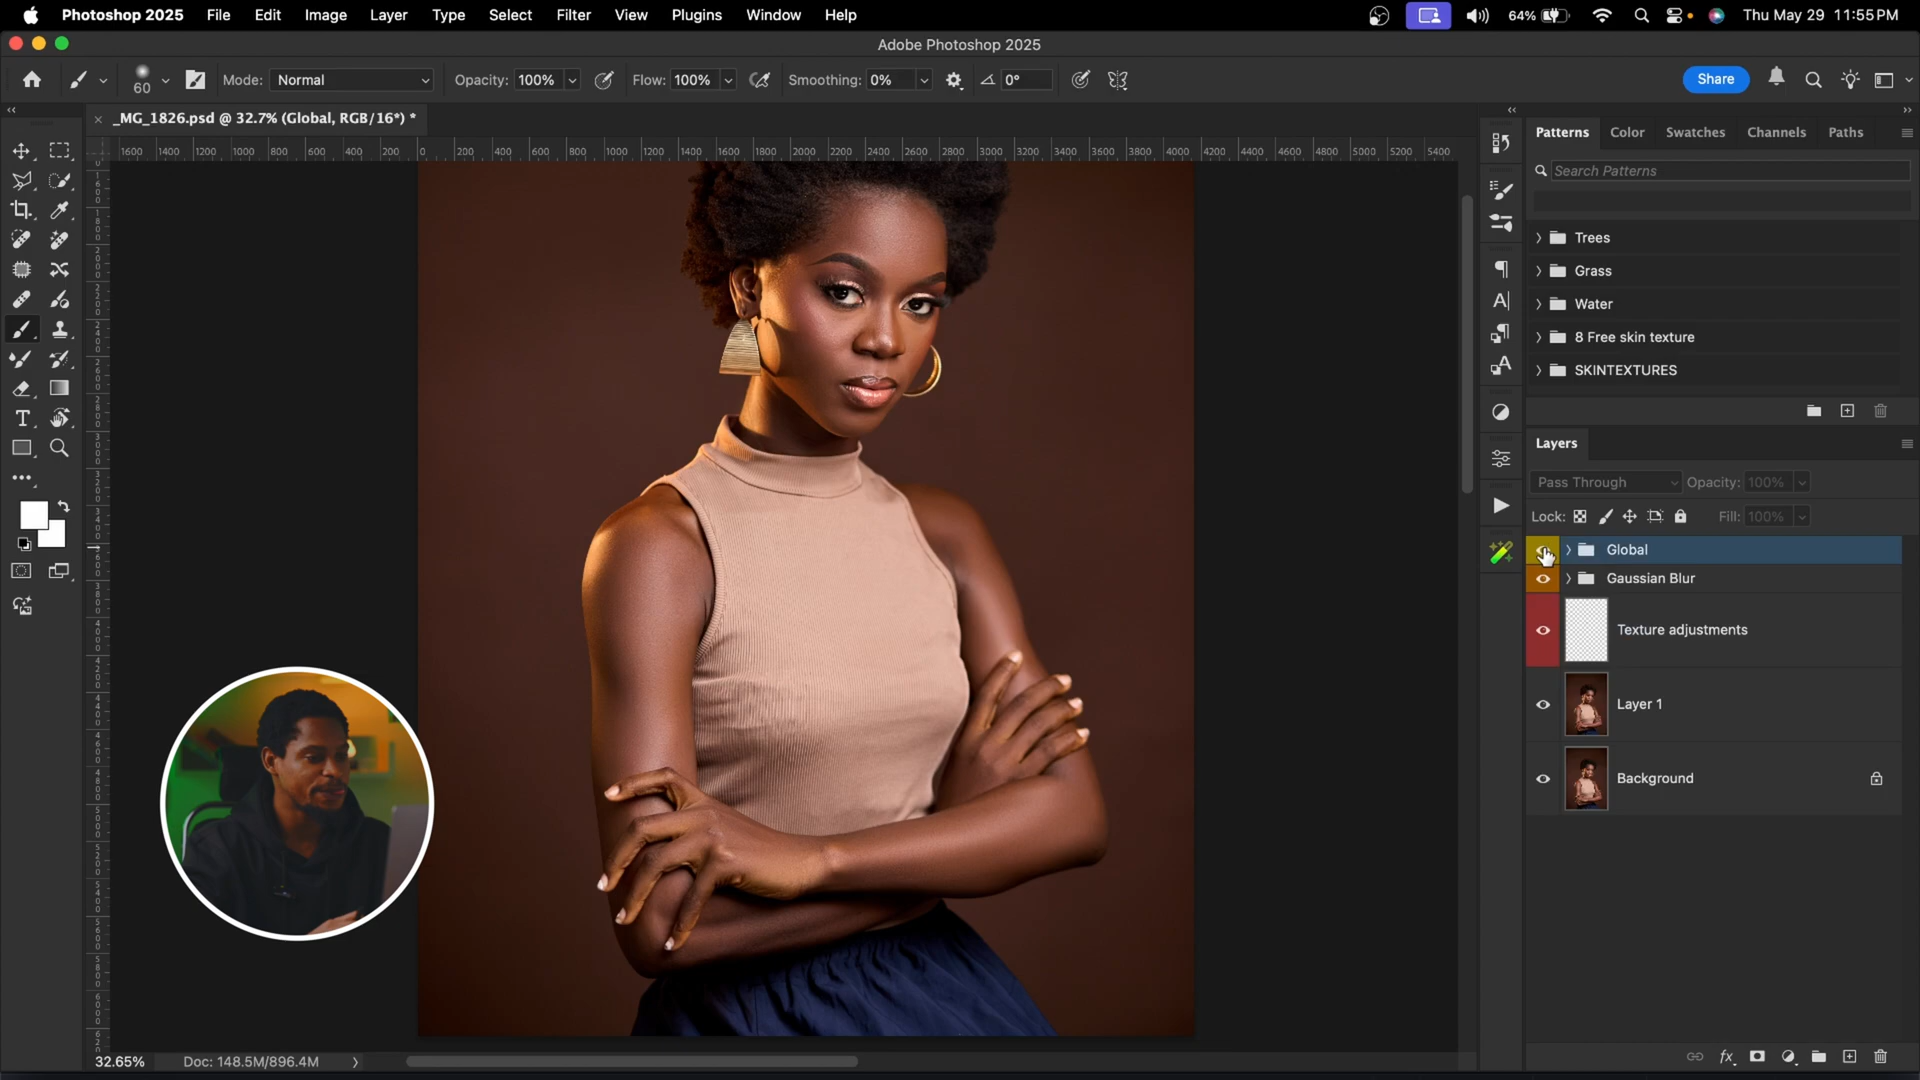 Photoshop 2025 File Edit Image Layer Type Select Filter View Plugins Window Help 64% Thu May 29 11:55 PM
Adobe Photoshop 2025
60 Mode: Normal Opacity: 100% Flow: 100% Smoothing: 0% 0° Share
_MG_1826.psd @ 32.7% (Global, RGB/16*) *
1600 1400 1200 1000 800 600 400 200 0 200 400 600 800 1000 1200 1400 1600 1800 2000 2200 2400 2600 2800 3000 3200 3400 3600 3800 4000 4200 4400 4600 4800 5000 5200 5400
Patterns Color Swatches Channels Paths
Search Patterns
Trees
Grass
Water
8 Free skin texture
SKINTEXTURES
Layers
Pass Through Opacity: 100%
Lock: Fill: 100%
Global
Gaussian Blur
Texture adjustments
Layer 1
Background
32.65% Doc: 148.5M/896.4M